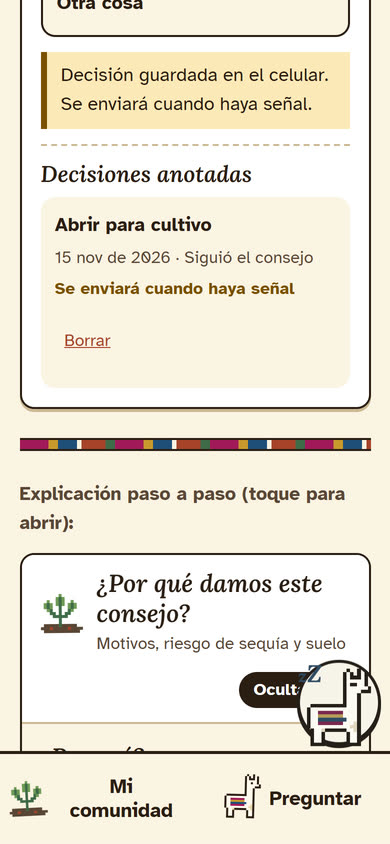 Otra cosa
Decisión guardada en el celular.
Se enviará cuando haya señal.
Decisiones anotadas
Abrir para cultivo
15 nov de 2026 · Siguió el consejo
Se enviará cuando haya señal
Borrar
Explicación paso a paso (toque para
abrir):
¿Por qué damos este
consejo?
Motivos, riesgo de sequía y suelo
zZ
Mi
comunidad
Preguntar